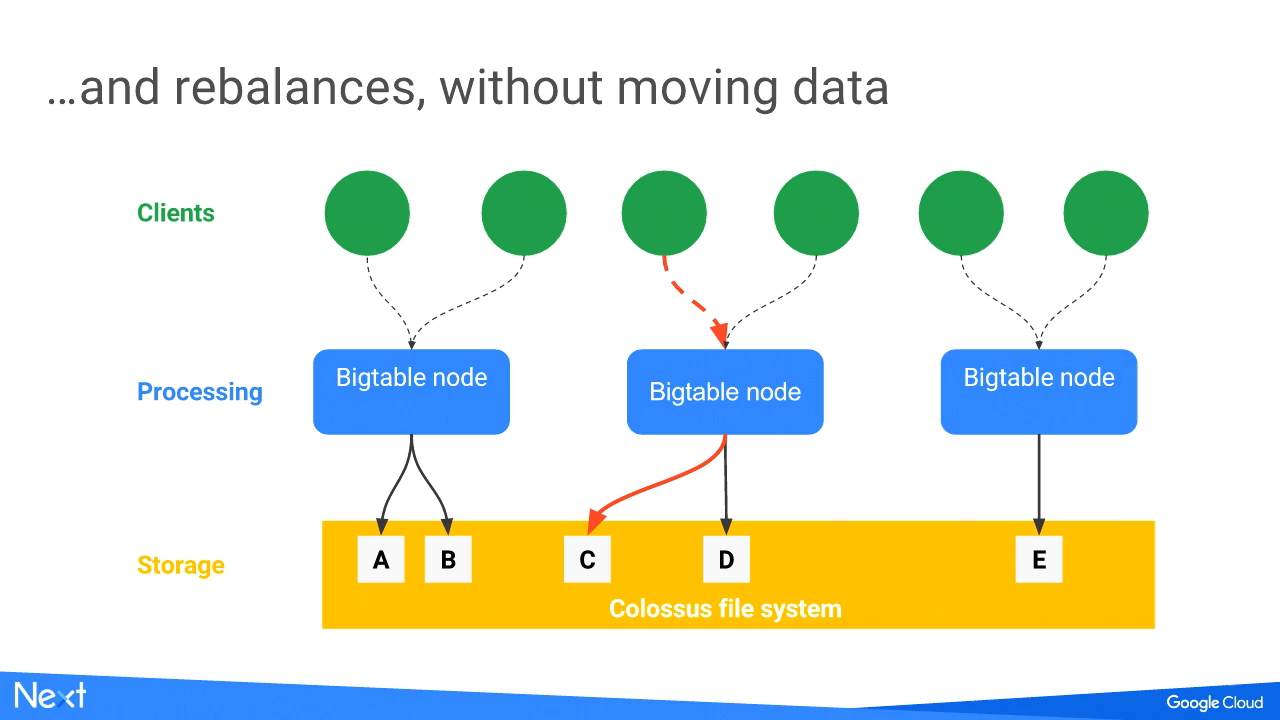 ...and rebalances, without moving data
Clients
Processing
Bigtable node
Bigtable node
Bigtable node
Storage
A
B
C
D
E
Colossus file system
Next
Google Cloud